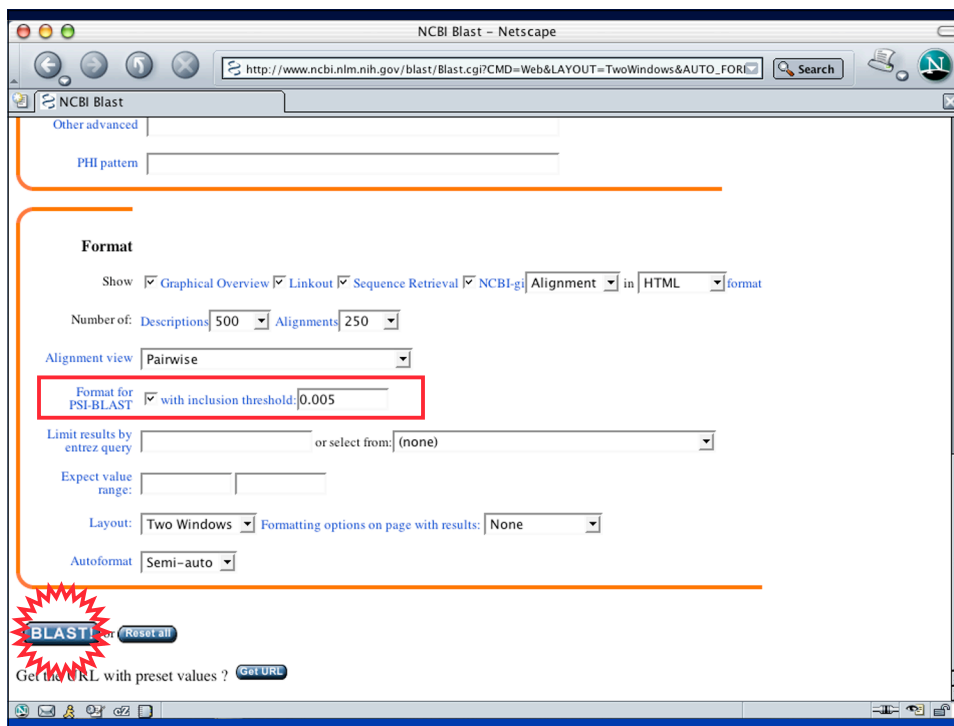 NCBI Blast – Netscape
http://www.ncbi.nlm.nih.gov/blast/Blast.cgi?CMD=Web&LAYOUT=TwoWindows&AUTO_FORM
Search
N
NCBI Blast
Other advanced
PHI pattern
Format
Show Graphical Overview Linkout Sequence Retrieval NCBI-gi Alignment in HTML format
Number of: Descriptions 500 Alignments 250
Alignment view Pairwise
Format for
PSI-BLAST with inclusion threshold: 0.005
Limit results by
entrez query or select from: (none)
Expect value
range:
Layout: Two Windows Formatting options on page with results: None
Autoformat Semi-auto
BLAST! or Reset all
Get the URL with preset values ? Get URL